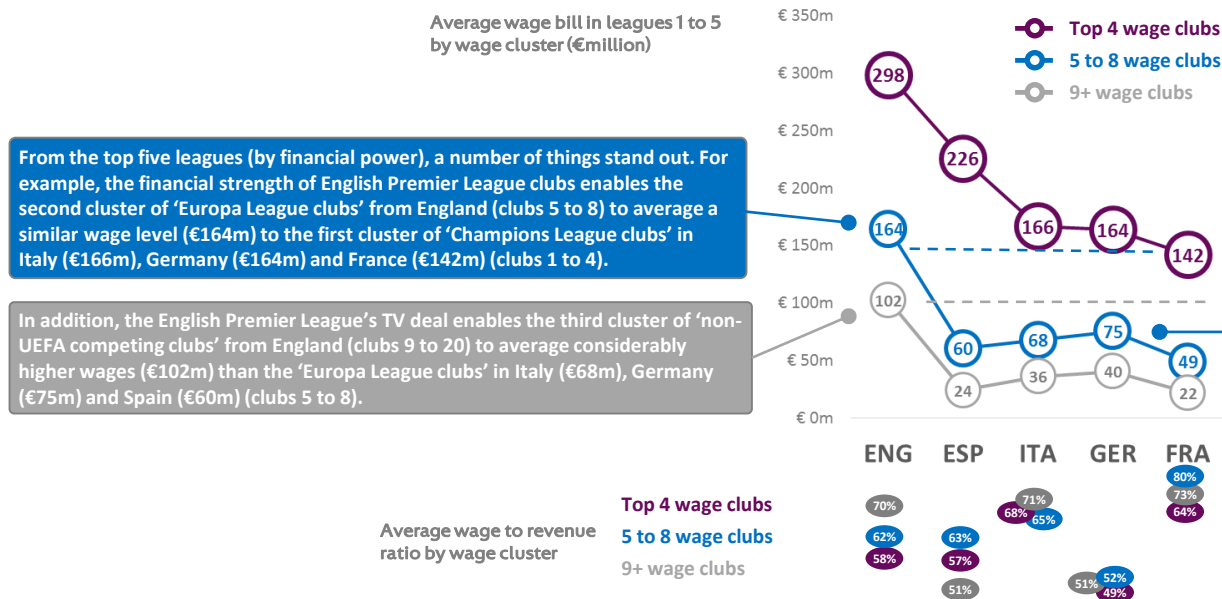 Average wage bill in leagues 1 to 5
by wage cluster (€million)
€ 350m
€ 300m
€ 250m
€ 200m
€ 150m
€ 100m
€ 50m
€ 0m
Top 4 wage clubs
5 to 8 wage clubs
9+ wage clubs
From the top five leagues (by financial power), a number of things stand out. For
example, the financial strength of English Premier League clubs enables the
second cluster of ‘Europa League clubs’ from England (clubs 5 to 8) to average a
similar wage level (€164m) to the first cluster of ‘Champions League clubs’ in
Italy (€166m), Germany (€164m) and France (€142m) (clubs 1 to 4).
In addition, the English Premier League’s TV deal enables the third cluster of ‘non-
UEFA competing clubs’ from England (clubs 9 to 20) to average considerably
higher wages (€102m) than the ‘Europa League clubs’ in Italy (€68m), Germany
(€75m) and Spain (€60m) (clubs 5 to 8).
298
226
166
164
142
164
60
68
75
49
102
24
36
40
22
ENG ESP ITA GER FRA
Average wage to revenue
ratio by wage cluster
Top 4 wage clubs
5 to 8 wage clubs
9+ wage clubs
70%
62%
58%
63%
57%
51%
71%
68%
65%
51%
52%
49%
80%
73%
64%